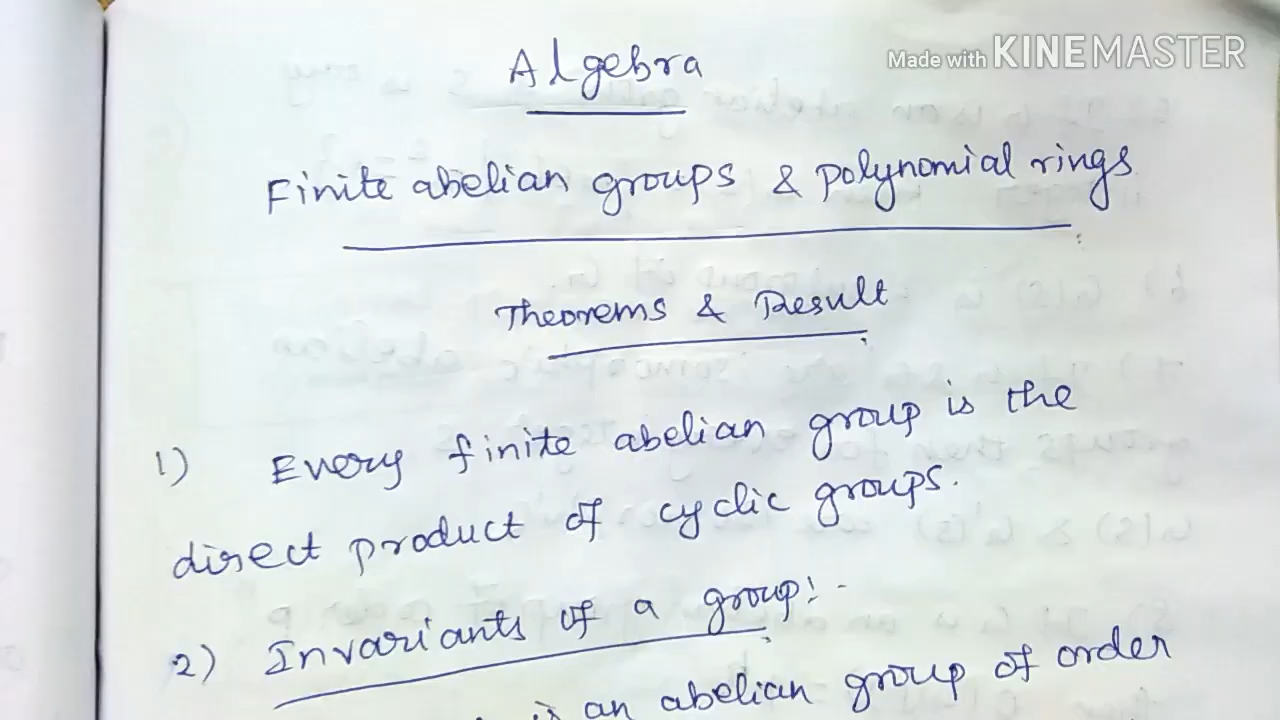 Made with KINEMASTER
Algebra
Finite abelian groups & polynomial rings
Theorems & Result
1) Every finite abelian group is the
direct product of cyclic groups.
2) Invariants of a group:-
is an abelian group of order